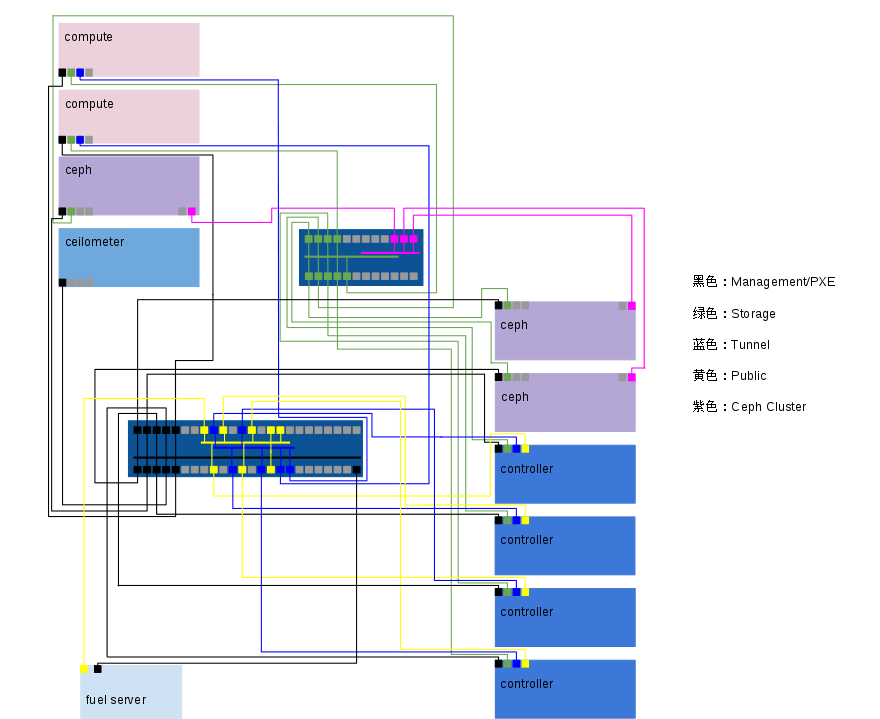 compute
compute
ceph
ceilometer
ceph
ceph
controller
controller
controller
controller
fuel server
黑色：Management/PXE
绿色：Storage
蓝色：Tunnel
黄色：Public
紫色：Ceph Cluster